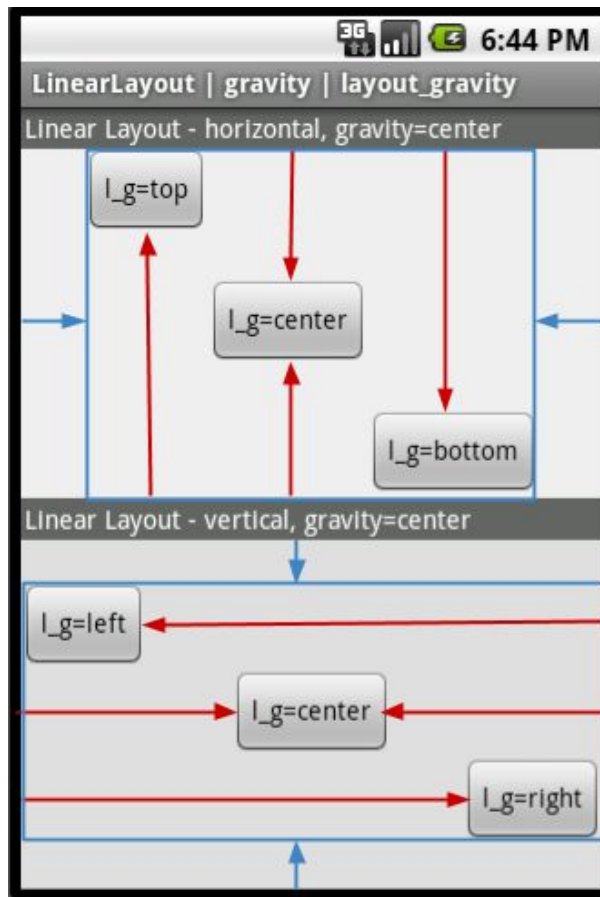 3G 6:44 PM
LinearLayout | gravity | layout_gravity
Linear Layout - horizontal, gravity=center
l_g=top
l_g=center
l_g=bottom
Linear Layout - vertical, gravity=center
l_g=left
l_g=center
l_g=right